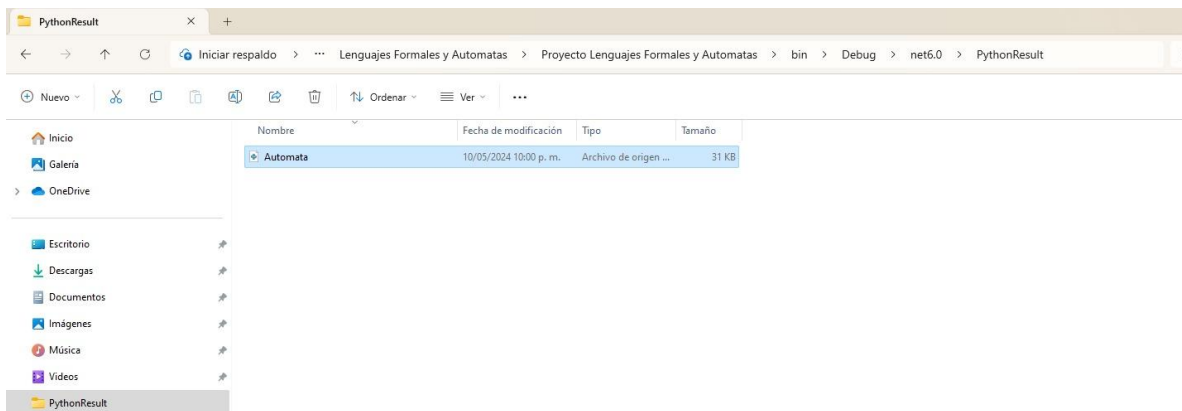 PythonResult
Iniciar respaldo > ... Lenguajes Formales y Automatas > Proyecto Lenguajes Formales y Automatas > bin > Debug > net6.0 > PythonResult
Nuevo Ordenar Ver ...
Nombre Fecha de modificación Tipo Tamaño
Automata 10/05/2024 10:00 p. m. Archivo de origen ... 31 KB
Inicio
Galería
OneDrive
Escritorio
Descargas
Documentos
Imágenes
Música
Videos
PythonResult